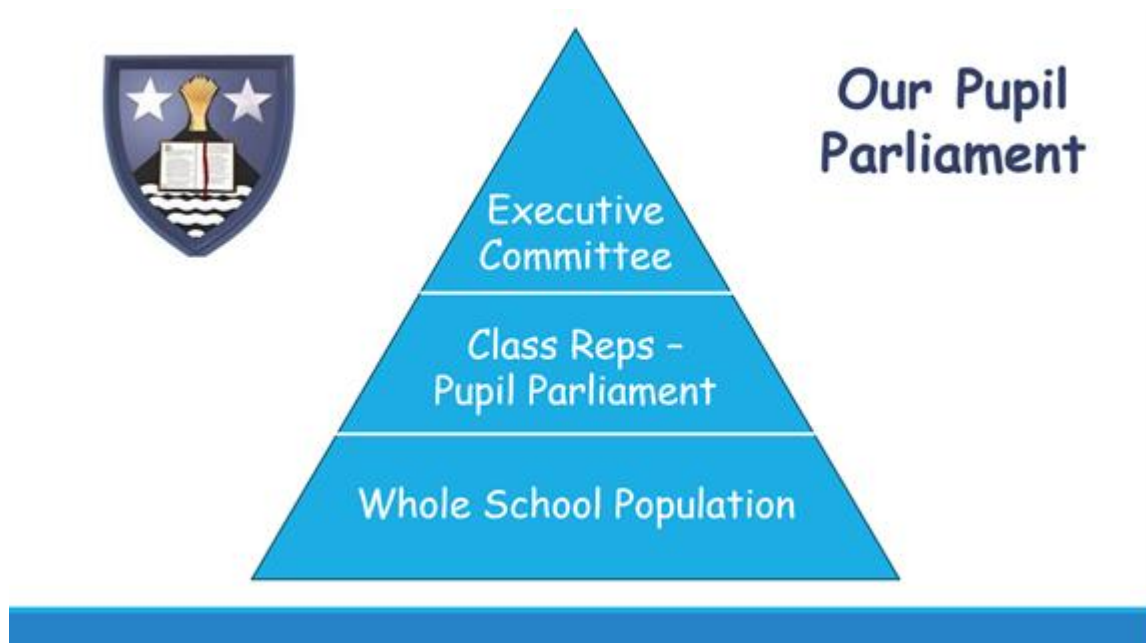 Our Pupil
Parliament
Executive
Committee
Class Reps –
Pupil Parliament
Whole School Population